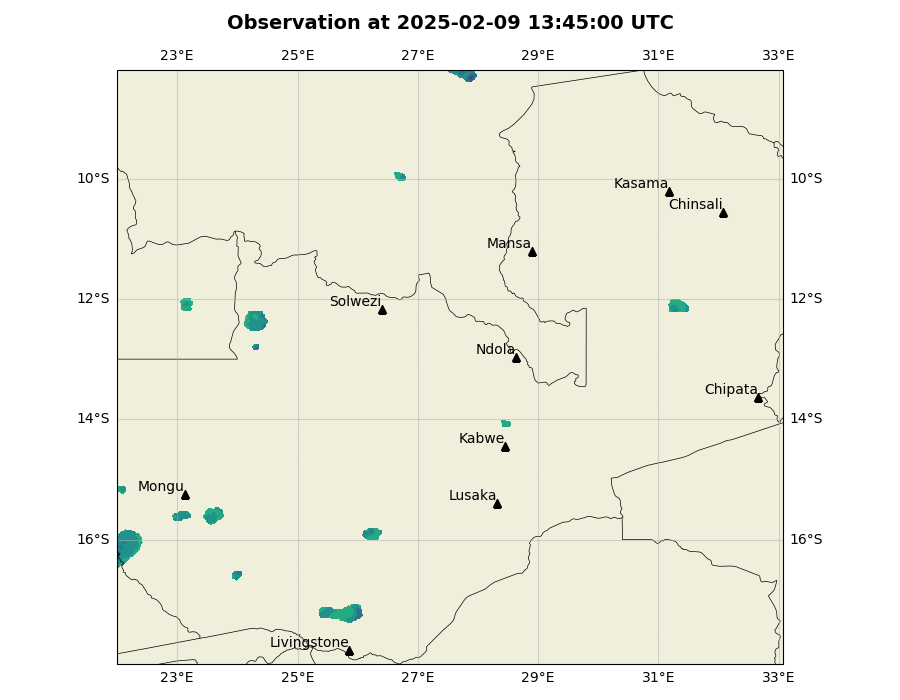 Observation at 2025-02-09 13:45:00 UTC
23°E 25°E 27°E 29°E 31°E 33°E
10°S 10°S
Kasama
Chinsali
Mansa
12°S 12°S
Solwezi
Ndola
Chipata
14°S 14°S
Kabwe
Mongu
Lusaka
16°S 16°S
Livingstone
23°E 25°E 27°E 29°E 31°E 33°E